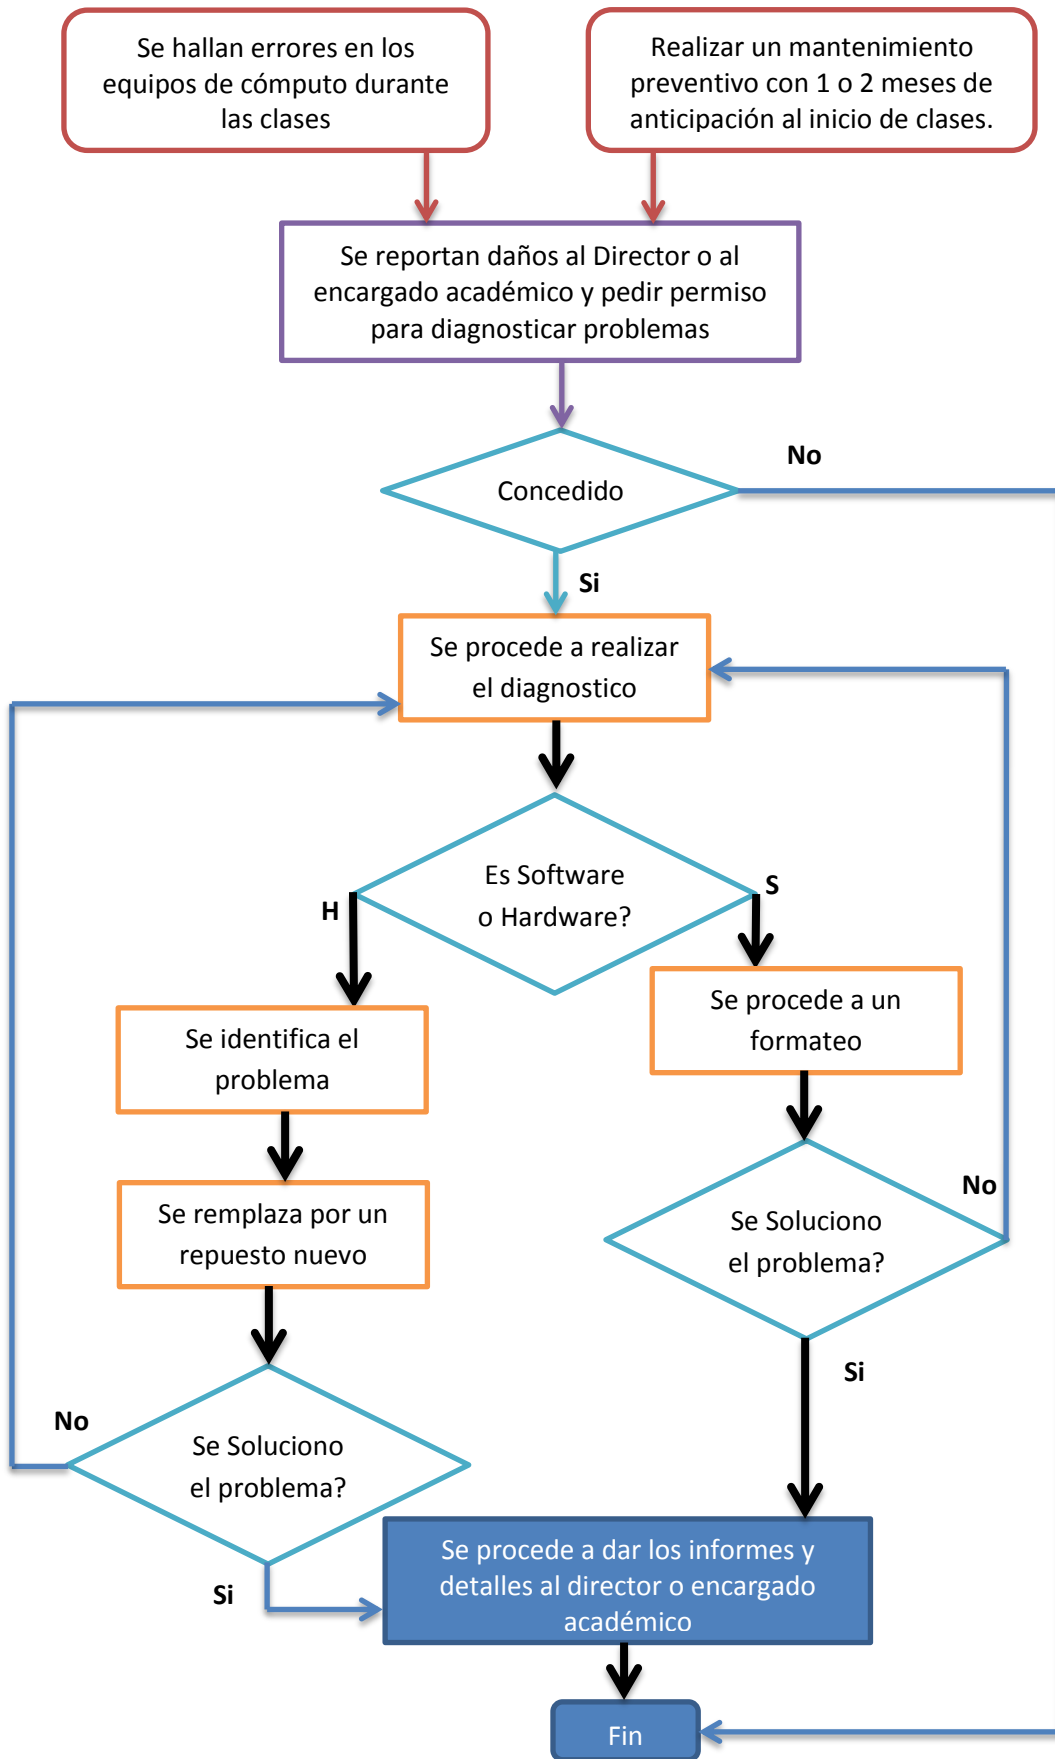 Se hallan errores en los
equipos de cómputo durante
las clases
Realizar un mantenimiento
preventivo con 1 o 2 meses de
anticipación al inicio de clases.
Se reportan daños al Director o al
encargado académico y pedir permiso
para diagnosticar problemas
Concedido
No
Si
Se procede a realizar
el diagnostico
Es Software
o Hardware?
H
S
Se identifica el
problema
Se procede a un
formateo
Se remplaza por un
repuesto nuevo
Se Soluciono
el problema?
No
Si
Se Soluciono
el problema?
No
Si
Se procede a dar los informes y
detalles al director o encargado
académico
Fin